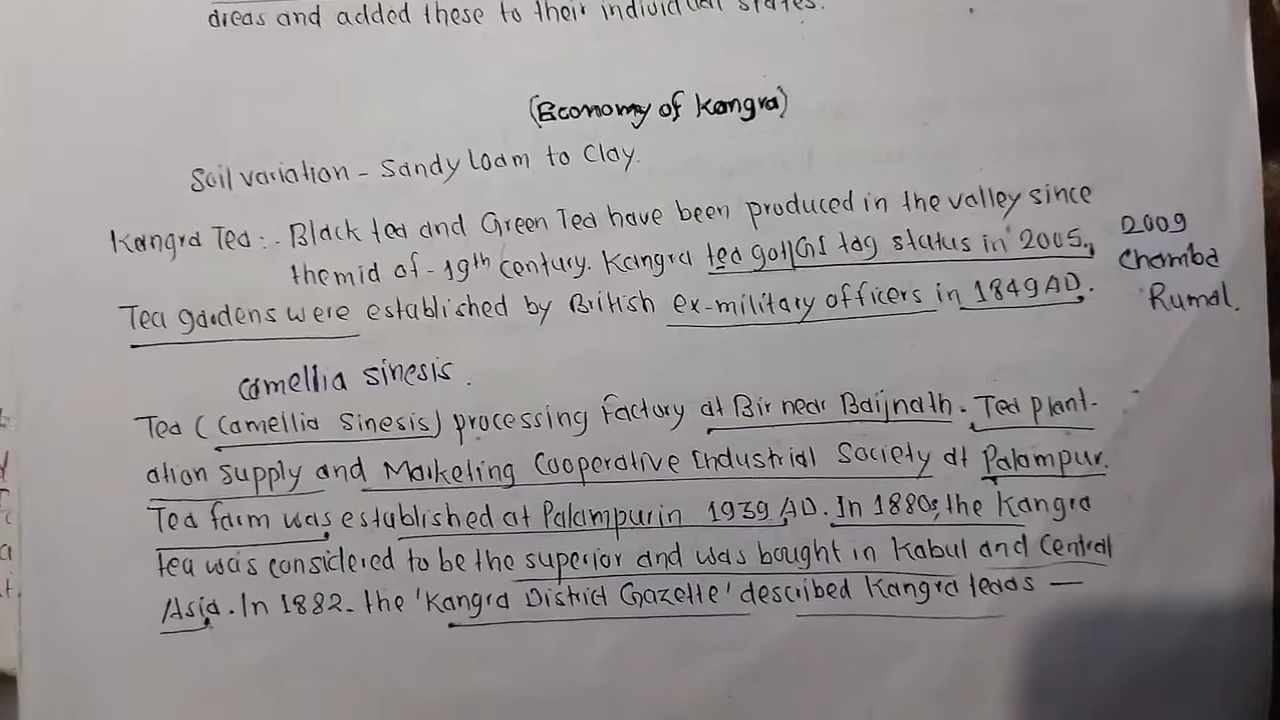 areas and added these to their individual states.
(Economy of Kangra)
Soil variation - Sandy Loam to Clay.
Kangra Tea:- Black tea and Green Tea have been produced in the valley since
the mid of - 19th century. Kangra tea got GI tag status in 2005,
2009
Chamba
Rumal.
Tea gardens were established by British ex-military officers in 1849 AD.
Camellia sinesis.
Tea (Camellia Sinesis) processing factory at Bir near Baijnath. Tea plant-
ation supply and Marketing Cooperative Industrial Society at Palampur.
Tea farm was established at Palampur in 1939 AD. In 1880s, the Kangra
tea was considered to be the superior and was bought in Kabul and Central
Asia. In 1882- the 'Kangra District Gazette' described Kangra teaas —